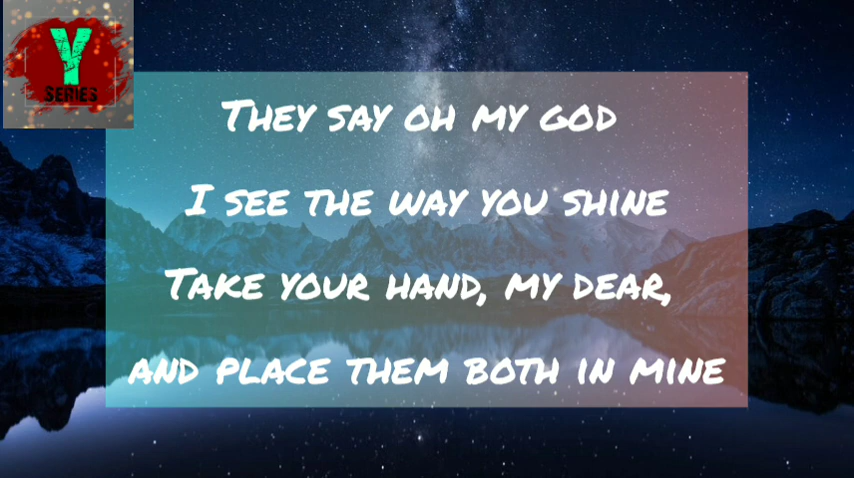 Y
SERIES
They say oh my god
I see the way you shine
Take your hand, my dear,
and place them both in mine